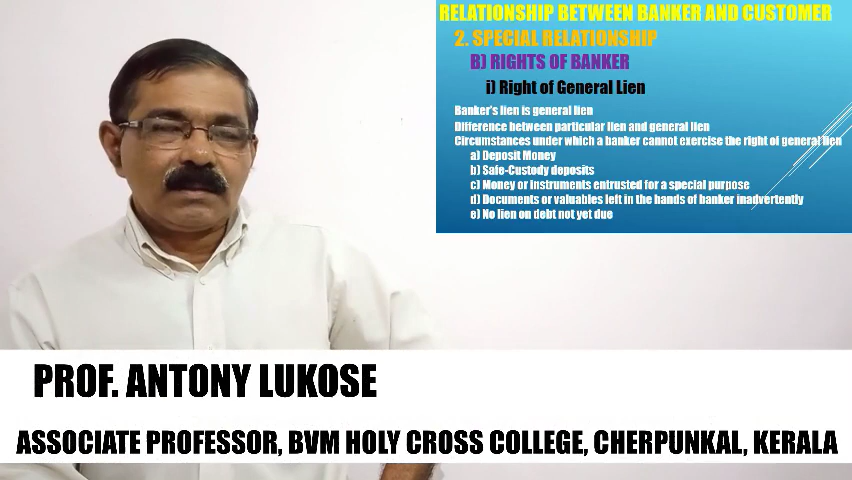 RELATIONSHIP BETWEEN BANKER AND CUSTOMER
2. SPECIAL RELATIONSHIP
B) RIGHTS OF BANKER
i) Right of General Lien
Banker's lien is general lien
Difference between particular lien and general lien
Circumstances under which a banker cannot exercise the right of general lien
a) Deposit Money
b) Safe-Custody deposits
c) Money or Instruments entrusted for a special purpose
d) Documents or valuables left in the hands of banker inadvertently
e) No lien on debt not yet due
PROF. ANTONY LUKOSE
ASSOCIATE PROFESSOR, BVM HOLY CROSS COLLEGE, CHERPUNKAL, KERALA